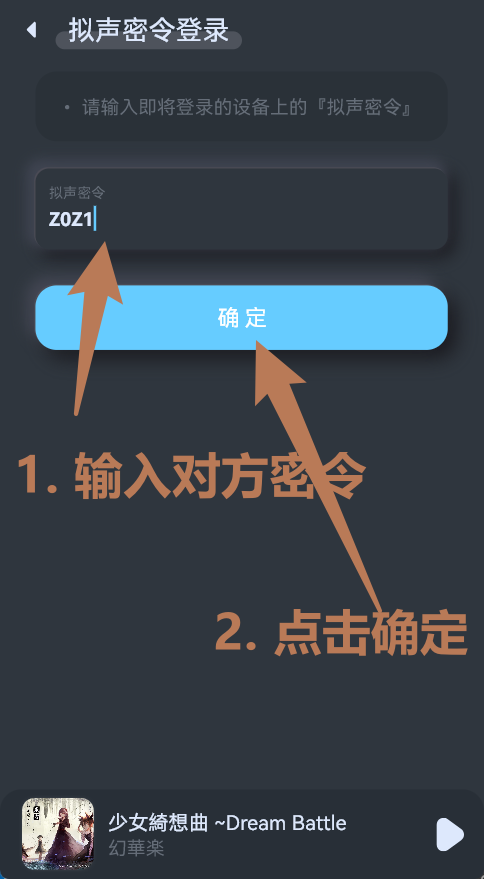 拟声密令登录
• 请输入即将登录的设备上的『拟声密令』
拟声密令
Z0Z1
确定
1. 输入对方密令
2. 点击确定
少女綺想曲 ~Dream Battle
幻華楽